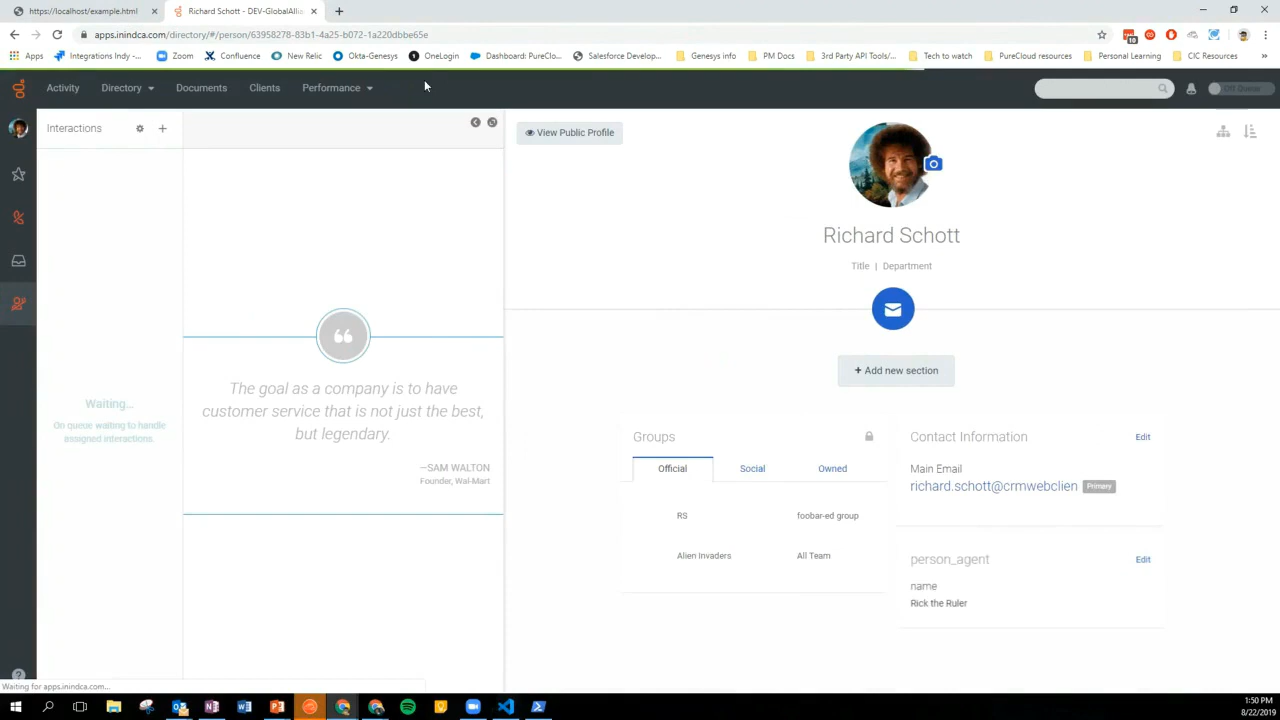 https://localhost/example.html
Richard Schott - DEV-GlobalAllia
apps.inindca.com/directory/#/person/63958278-83b1-4a25-b072-1a220dbbe65e
Apps
Integrations Indy -...
Zoom
Confluence
New Relic
Okta-Genesys
OneLogin
Dashboard: PureClo...
Salesforce Develop...
Genesys info
PM Docs
3rd Party API Tools/...
Tech to watch
PureCloud resources
Personal Learning
CIC Resources
»
10
Activity
Directory
Documents
Clients
Performance
Off Queue
Interactions
View Public Profile
Richard Schott
Title | Department
+ Add new section
Waiting...
On queue waiting to handle
assigned interactions.
The goal as a company is to have
customer service that is not just the best,
but legendary.
—SAM WALTON
Founder, Wal-Mart
Groups
Official
Social
Owned
RS
foobar-ed group
Alien Invaders
All Team
Contact Information
Edit
Main Email
richard.schott@crmwebclien
Primary
person_agent
Edit
name
Rick the Ruler
Waiting for apps.inindca.com...
1:50 PM
8/22/2019